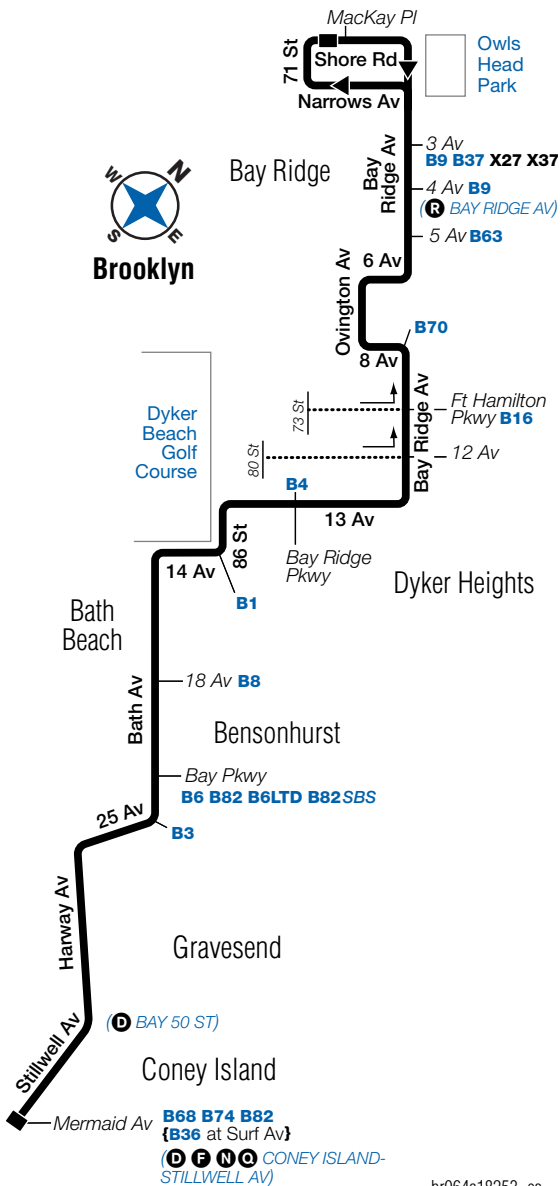 MacKay Pl
71 St
Shore Rd
Owls
Head
Park
Narrows Av
3 Av
B9 B37 X27 X37
Bay Ridge
Bay
Ridge Av
4 Av B9
(R BAY RIDGE AV)
5 Av B63
N
W
S
E
Brooklyn
6 Av
Ovington Av
B70
8 Av
Bay Ridge Av
73 St
Ft Hamilton
Pkwy B16
Dyker
Beach
Golf
Course
80 St
12 Av
B4
13 Av
86 St
Bay Ridge
Pkwy
14 Av
Dyker Heights
B1
Bath
Beach
Bath Av
18 Av B8
Bensonhurst
Bay Pkwy
B6 B82 B6LTD B82SBS
25 Av
B3
Harway Av
Gravesend
(D BAY 50 ST)
Stillwell Av
Coney Island
Mermaid Av
B68 B74 B82
{B36 at Surf Av}
(D F N Q CONEY ISLAND-
STILLWELL AV)